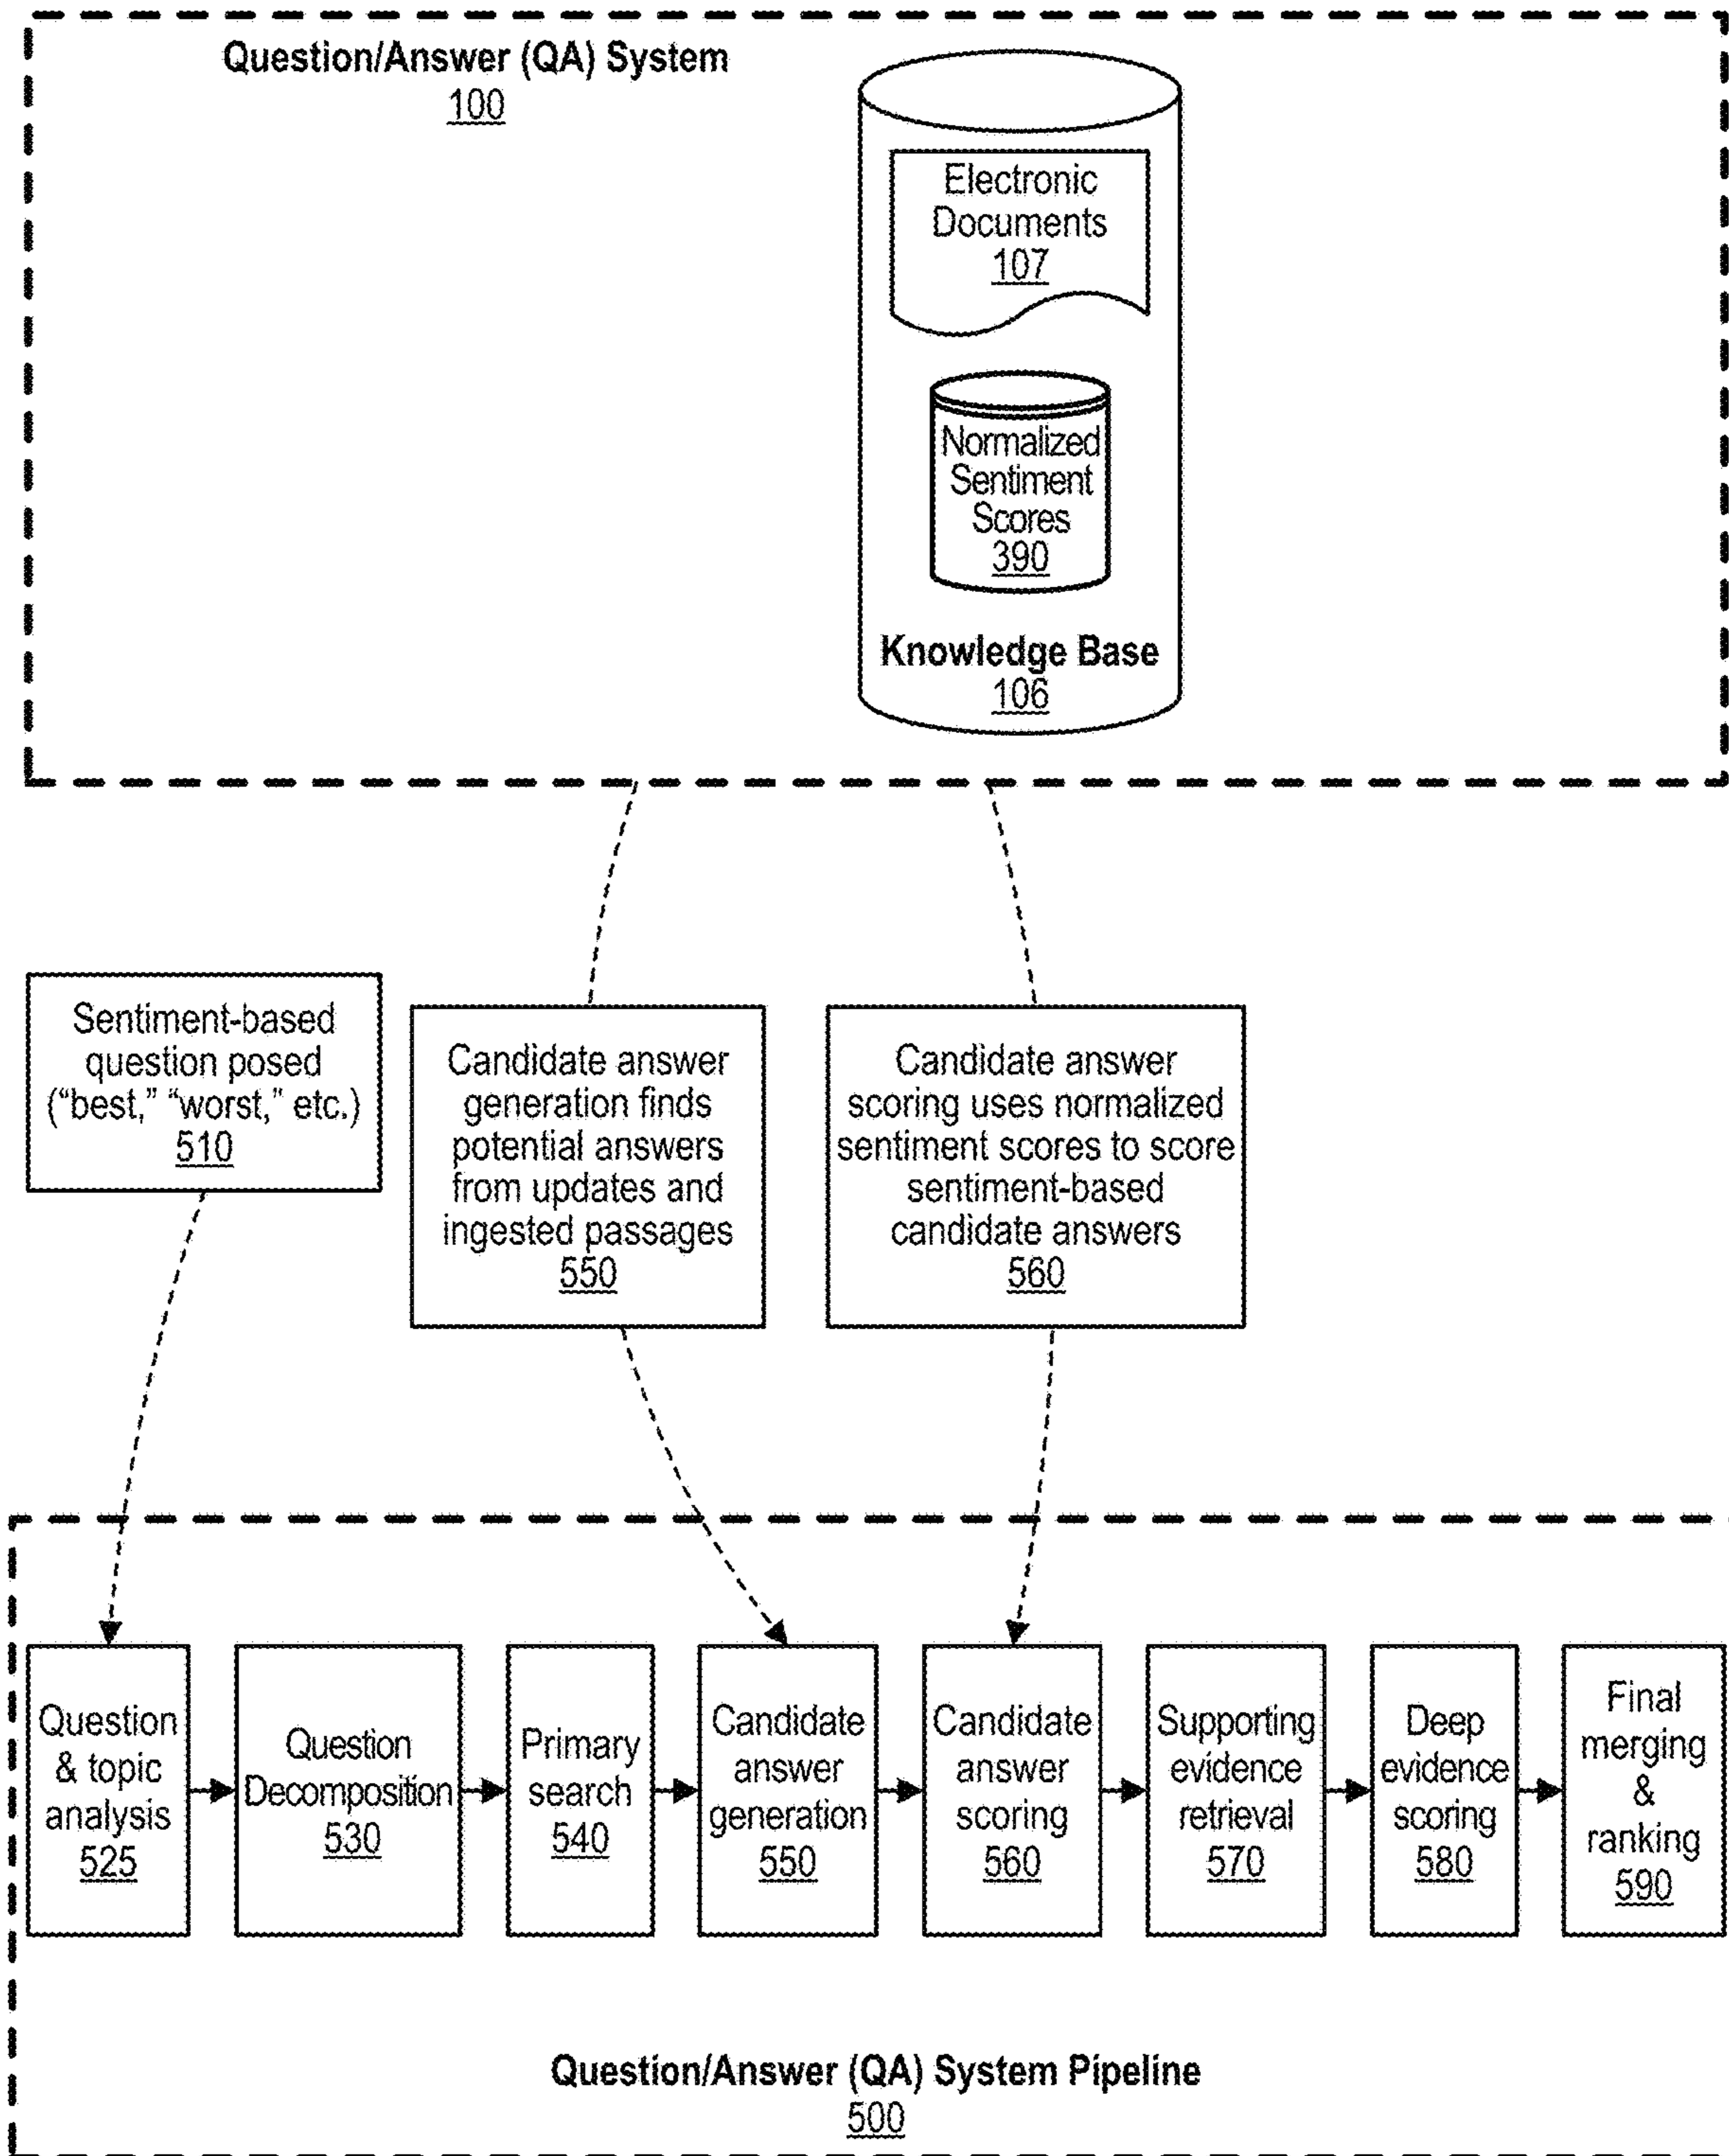 Question/Answer (QA) System
100
Electronic
Documents
107
Normalized
Sentiment
Scores
390
Knowledge Base
106
Sentiment-based
question posed
(“best,” “worst,” etc.)
510
Candidate answer
generation finds
potential answers
from updates and
ingested passages
550
Candidate answer
scoring uses normalized
sentiment scores to score
sentiment-based
candidate answers
560
Question
& topic
analysis
525
Question
Decomposition
530
Primary
search
540
Candidate
answer
generation
550
Candidate
answer
scoring
560
Supporting
evidence
retrieval
570
Deep
evidence
scoring
580
Final
merging
&
ranking
590
Question/Answer (QA) System Pipeline
500